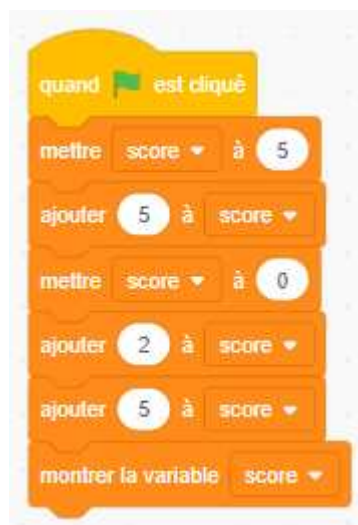 quand est cliqué
mettre score à 5
ajouter 5 à score
mettre score à 0
ajouter 2 à score
ajouter 5 à score
montrer la variable score